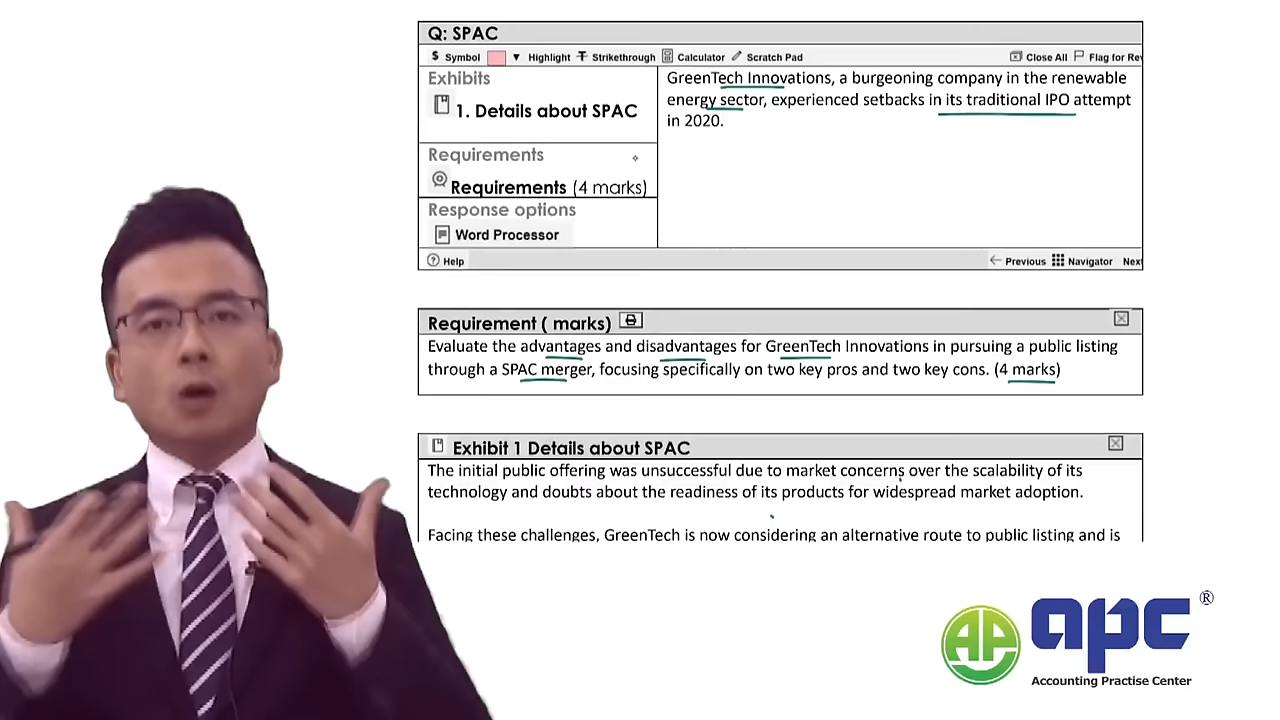 Q: SPAC
$ Symbol ▼ Highlight Strikethrough Calculator Scratch Pad Close All Flag for Rev
Exhibits
1. Details about SPAC
Requirements
Requirements (4 marks)
Response options
Word Processor
GreenTech Innovations, a burgeoning company in the renewable
energy sector, experienced setbacks in its traditional IPO attempt
in 2020.
? Help ← Previous Navigator Next
Requirement ( marks)
Evaluate the advantages and disadvantages for GreenTech Innovations in pursuing a public listing
through a SPAC merger, focusing specifically on two key pros and two key cons. (4 marks)
Exhibit 1 Details about SPAC
The initial public offering was unsuccessful due to market concerns over the scalability of its
technology and doubts about the readiness of its products for widespread market adoption.
Facing these challenges, GreenTech is now considering an alternative route to public listing and is
AP apc ®
Accounting Practise Center